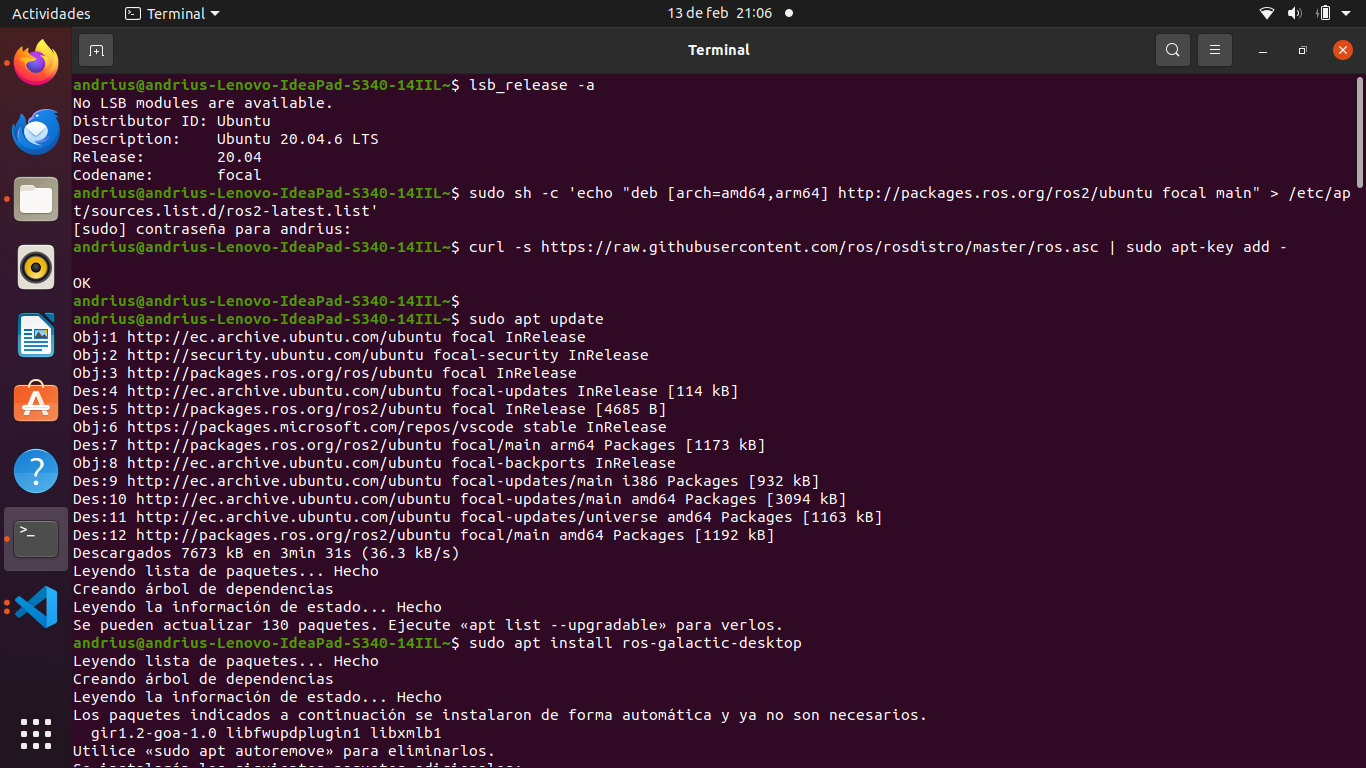 Actividades Terminal 13 de feb 21:06
Terminal
andrius@andrius-Lenovo-IdeaPad-S340-14IIL~$ lsb_release -a
No LSB modules are available.
Distributor ID: Ubuntu
Description: Ubuntu 20.04.6 LTS
Release: 20.04
Codename: focal
andrius@andrius-Lenovo-IdeaPad-S340-14IIL~$ sudo sh -c 'echo "deb [arch=amd64,arm64] http://packages.ros.org/ros2/ubuntu focal main" > /etc/ap
t/sources.list.d/ros2-latest.list'
[sudo] contraseña para andrius:
andrius@andrius-Lenovo-IdeaPad-S340-14IIL~$ curl -s https://raw.githubusercontent.com/ros/rosdistro/master/ros.asc | sudo apt-key add -
OK
andrius@andrius-Lenovo-IdeaPad-S340-14IIL~$
andrius@andrius-Lenovo-IdeaPad-S340-14IIL~$ sudo apt update
Obj:1 http://ec.archive.ubuntu.com/ubuntu focal InRelease
Obj:2 http://security.ubuntu.com/ubuntu focal-security InRelease
Obj:3 http://packages.ros.org/ros/ubuntu focal InRelease
Des:4 http://ec.archive.ubuntu.com/ubuntu focal-updates InRelease [114 kB]
Des:5 http://packages.ros.org/ros2/ubuntu focal InRelease [4685 B]
Obj:6 https://packages.microsoft.com/repos/vscode stable InRelease
Des:7 http://packages.ros.org/ros2/ubuntu focal/main arm64 Packages [1173 kB]
Obj:8 http://ec.archive.ubuntu.com/ubuntu focal-backports InRelease
Des:9 http://ec.archive.ubuntu.com/ubuntu focal-updates/main i386 Packages [932 kB]
Des:10 http://ec.archive.ubuntu.com/ubuntu focal-updates/main amd64 Packages [3094 kB]
Des:11 http://ec.archive.ubuntu.com/ubuntu focal-updates/universe amd64 Packages [1163 kB]
Des:12 http://packages.ros.org/ros2/ubuntu focal/main amd64 Packages [1192 kB]
Descargados 7673 kB en 3min 31s (36.3 kB/s)
Leyendo lista de paquetes... Hecho
Creando árbol de dependencias
Leyendo la información de estado... Hecho
Se pueden actualizar 130 paquetes. Ejecute «apt list --upgradable» para verlos.
andrius@andrius-Lenovo-IdeaPad-S340-14IIL~$ sudo apt install ros-galactic-desktop
Leyendo lista de paquetes... Hecho
Creando árbol de dependencias
Leyendo la información de estado... Hecho
Los paquetes indicados a continuación se instalaron de forma automática y ya no son necesarios.
gir1.2-goa-1.0 libfwupdplugin1 libxmlb1
Utilice «sudo apt autoremove» para eliminarlos.